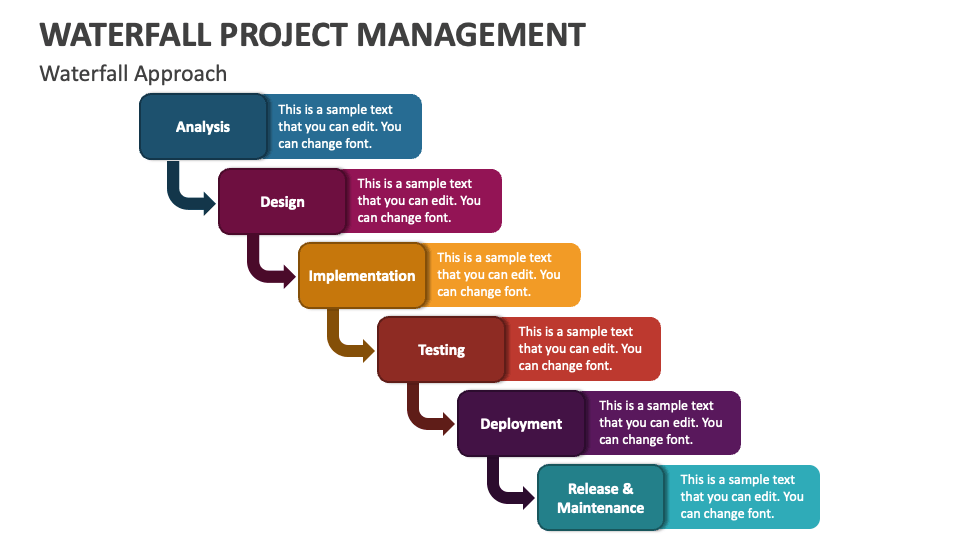 WATERFALL PROJECT MANAGEMENT
Waterfall Approach
Analysis
This is a sample text
that you can edit. You
can change font.
Design
This is a sample text
that you can edit. You
can change font.
Implementation
This is a sample text
that you can edit. You
can change font.
Testing
This is a sample text
that you can edit. You
can change font.
Deployment
This is a sample text
that you can edit. You
can change font.
Release &
Maintenance
This is a sample text
that you can edit. You
can change font.